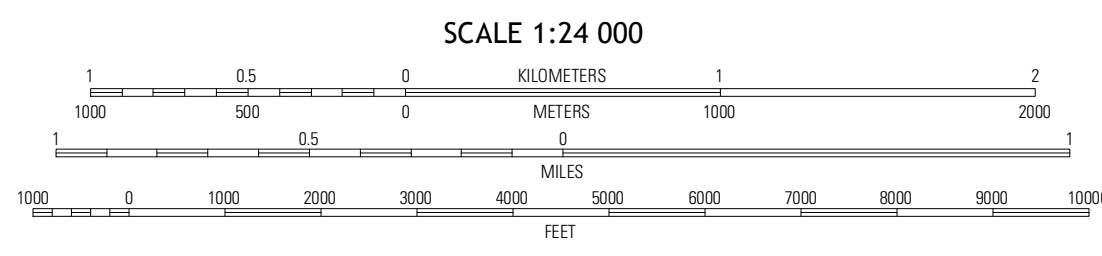 SCALE 1:24 000
1 0.5 0 KILOMETERS 1 2
1000 500 0 METERS 1000 2000
1 0.5 0 1
MILES
1000 0 1000 2000 3000 4000 5000 6000 7000 8000 9000 10000
FEET